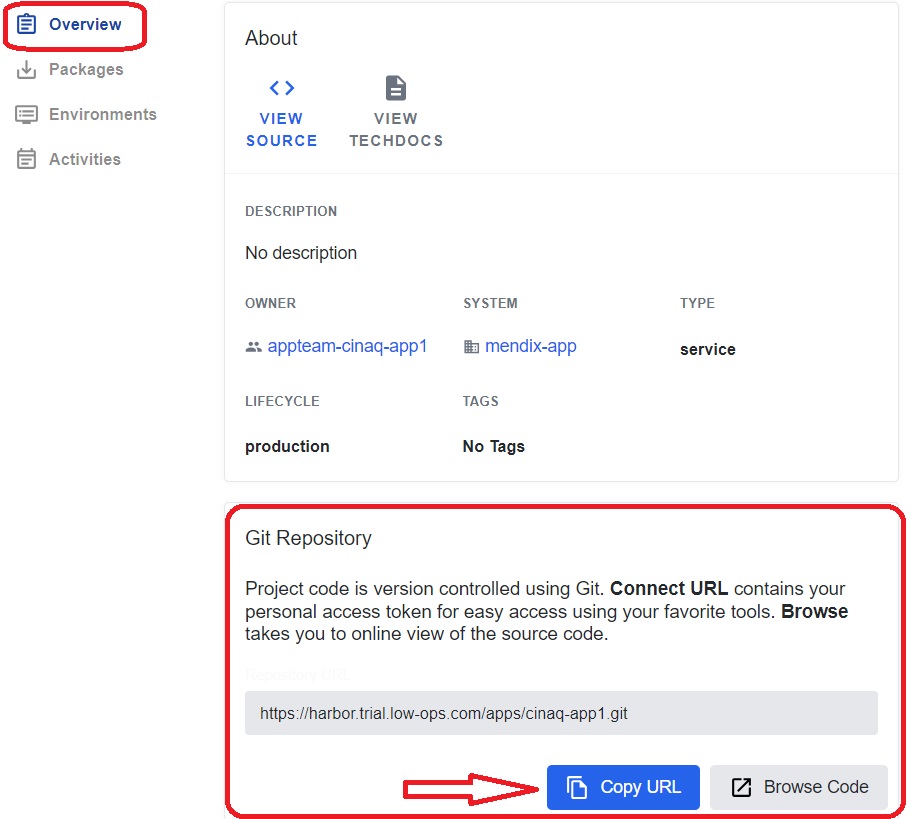 Overview
Packages
Environments
Activities
About
VIEW SOURCE
VIEW TECHDOCS
DESCRIPTION
No description
OWNER
SYSTEM
TYPE
appteam-cinaq-app1
mendix-app
service
LIFECYCLE
TAGS
production
No Tags
Git Repository
Project code is version controlled using Git. Connect URL contains your
personal access token for easy access using your favorite tools. Browse
takes you to online view of the source code.
Repository URL
https://harbor.trial.low-ops.com/apps/cinaq-app1.git
Copy URL
Browse Code